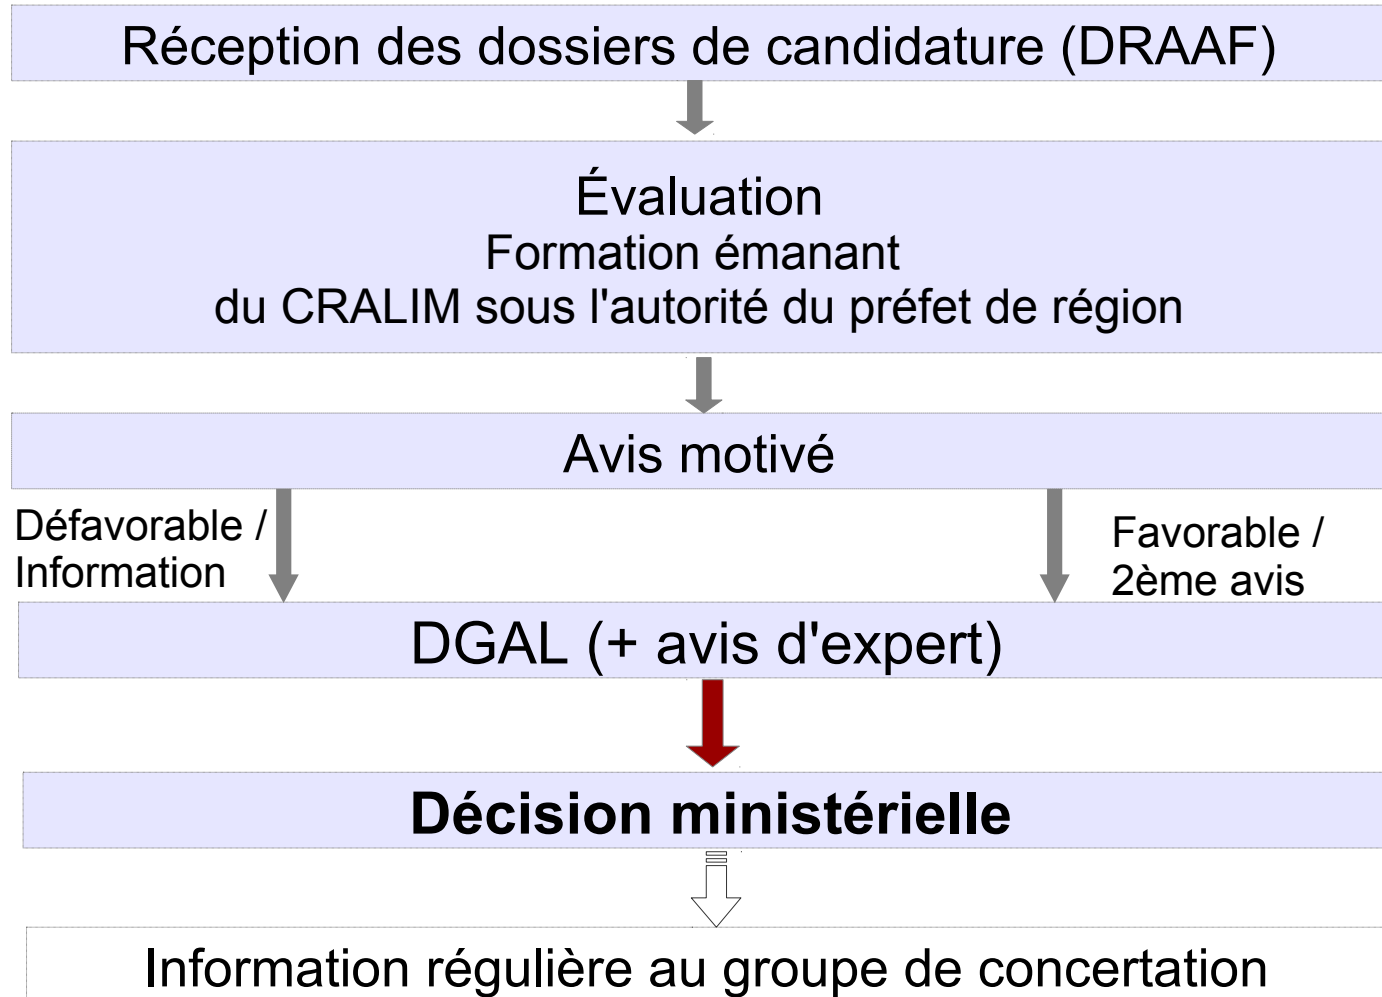 Réception des dossiers de candidature (DRAAF)
Évaluation
Formation émanant
du CRALIM sous l'autorité du préfet de région
Avis motivé
Défavorable /
Information
Favorable /
2ème avis
DGAL (+ avis d'expert)
Décision ministérielle
Information régulière au groupe de concertation